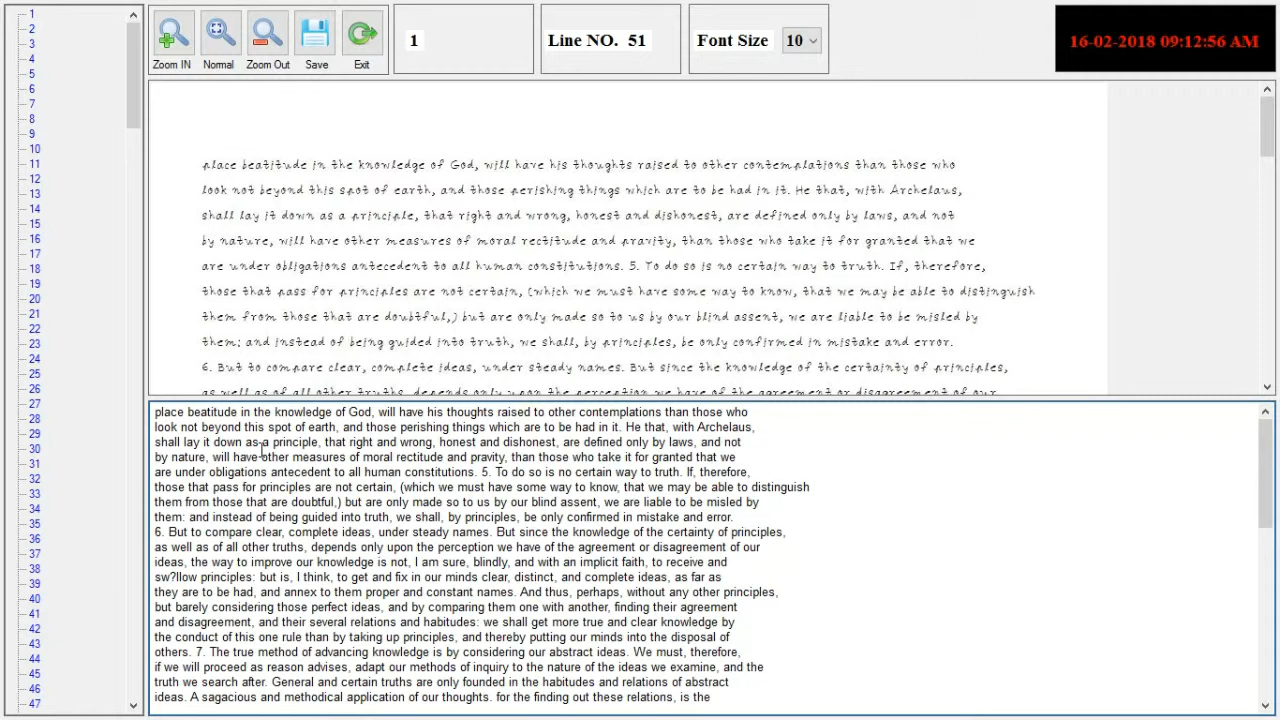 1
2
3
4
5
6
7
8
9
10
11
12
13
14
15
16
17
18
19
20
21
22
23
24
25
26
27
28
29
30
31
32
33
34
35
36
37
38
39
40
41
42
43
44
45
46
47
Zoom IN Normal Zoom Out Save Exit
1
Line NO. 51
Font Size 10
16-02-2018 09:12:56 AM
place beatitude in the knowledge of God, will have his thoughts raised to other contemplations than those who
look not beyond this spot of earth, and those perishing things which are to be had in it. He that, with Archelaus,
shall lay it down as a principle, that right and wrong, honest and dishonest, are defined only by laws, and not
by nature, will have other measures of moral rectitude and pravity, than those who take it for granted that we
are under obligations antecedent to all human constitutions. 5. To do so is no certain way to truth. If, therefore,
those that pass for principles are not certain, (which we must have some way to know, that we may be able to distinguish
them from those that are doubtful,) but are only made so to us by our blind assent, we are liable to be misled by
them: and instead of being guided into truth, we shall, by principles, be only confirmed in mistake and error.
6. But to compare clear, complete ideas, under steady names. But since the knowledge of the certainty of principles,
as well as of all other truths, depends only upon the perception we have of the agreement or disagreement of our
place beatitude in the knowledge of God, will have his thoughts raised to other contemplations than those who
look not beyond this spot of earth, and those perishing things which are to be had in it. He that, with Archelaus,
shall lay it down as a principle, that right and wrong, honest and dishonest, are defined only by laws, and not
by nature, will have other measures of moral rectitude and pravity, than those who take it for granted that we
are under obligations antecedent to all human constitutions. 5. To do so is no certain way to truth. If, therefore,
those that pass for principles are not certain, (which we must have some way to know, that we may be able to distinguish
them from those that are doubtful,) but are only made so to us by our blind assent, we are liable to be misled by
them: and instead of being guided into truth, we shall, by principles, be only confirmed in mistake and error.
6. But to compare clear, complete ideas, under steady names. But since the knowledge of the certainty of principles,
as well as of all other truths, depends only upon the perception we have of the agreement or disagreement of our
ideas, the way to improve our knowledge is not, I am sure, blindly, and with an implicit faith, to receive and
sw?llow principles: but is, I think, to get and fix in our minds clear, distinct, and complete ideas, as far as
they are to be had, and annex to them proper and constant names. And thus, perhaps, without any other principles,
but barely considering those perfect ideas, and by comparing them one with another, finding their agreement
and disagreement, and their several relations and habitudes: we shall get more true and clear knowledge by
the conduct of this one rule than by taking up principles, and thereby putting our minds into the disposal of
others. 7. The true method of advancing knowledge is by considering our abstract ideas. We must, therefore,
if we will proceed as reason advises, adapt our methods of inquiry to the nature of the ideas we examine, and the
truth we search after. General and certain truths are only founded in the habitudes and relations of abstract
ideas. A sagacious and methodical application of our thoughts. for the finding out these relations, is the